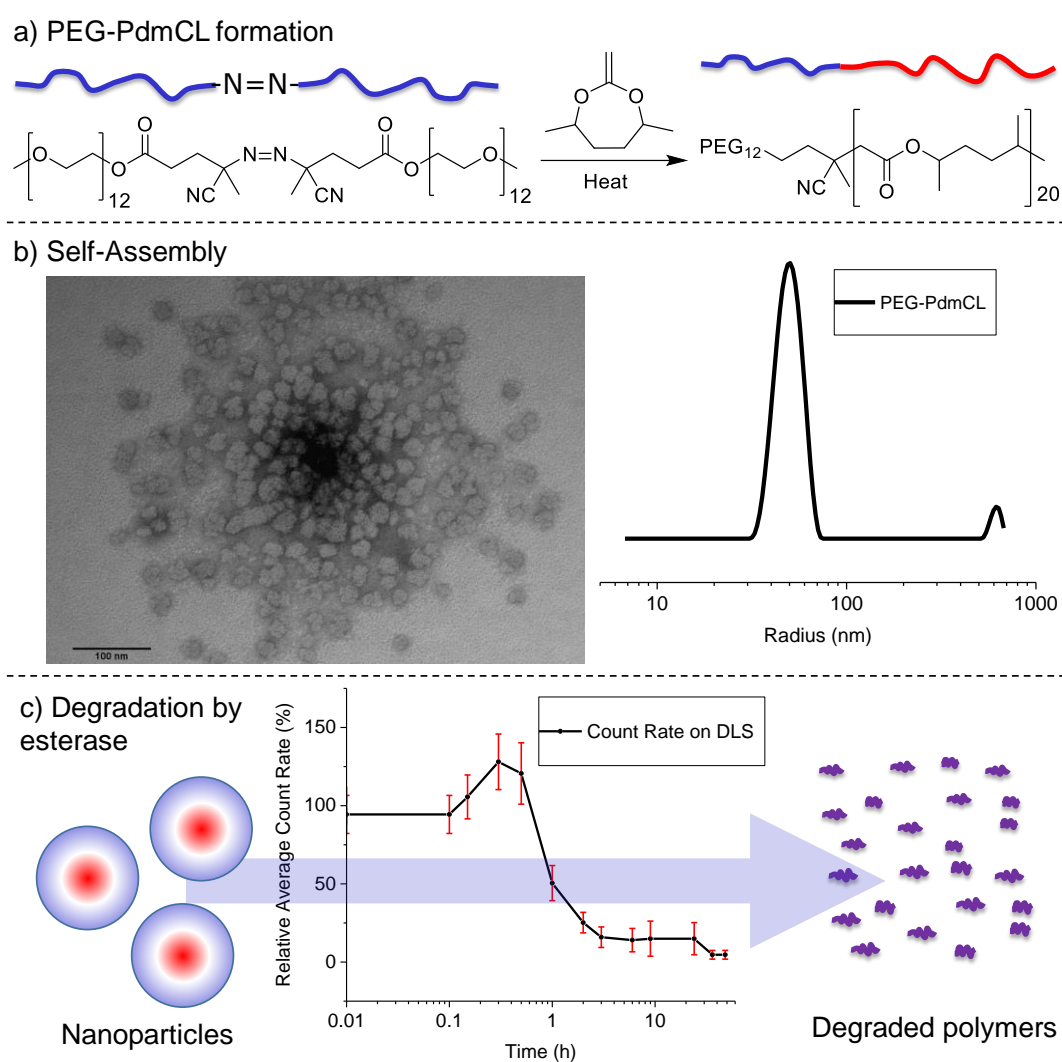 a) PEG-PdmCL formation
N=N
O
O
12
O
O
NC
N=N
CN
O
O
O
12
O
O
Heat
PEG12
NC
O
O
20
b) Self-Assembly
100 nm
PEG-PdmCL
10
100
1000
Radius (nm)
c) Degradation by
esterase
Relative Average Count Rate (%)
150
100
50
0
Count Rate on DLS
0.01
0.1
1
10
Time (h)
Nanoparticles
Degraded polymers